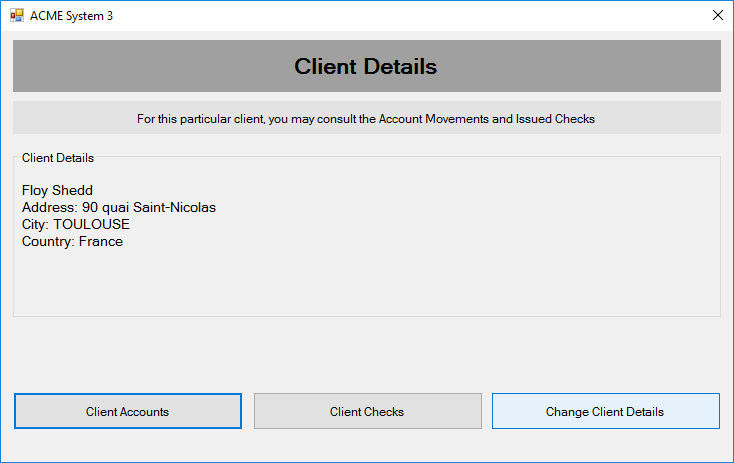 ACME System 3
Client Details
For this particular client, you may consult the Account Movements and Issued Checks
Client Details
Floy Shedd
Address: 90 quai Saint-Nicolas
City: TOULOUSE
Country: France
Client Accounts
Client Checks
Change Client Details